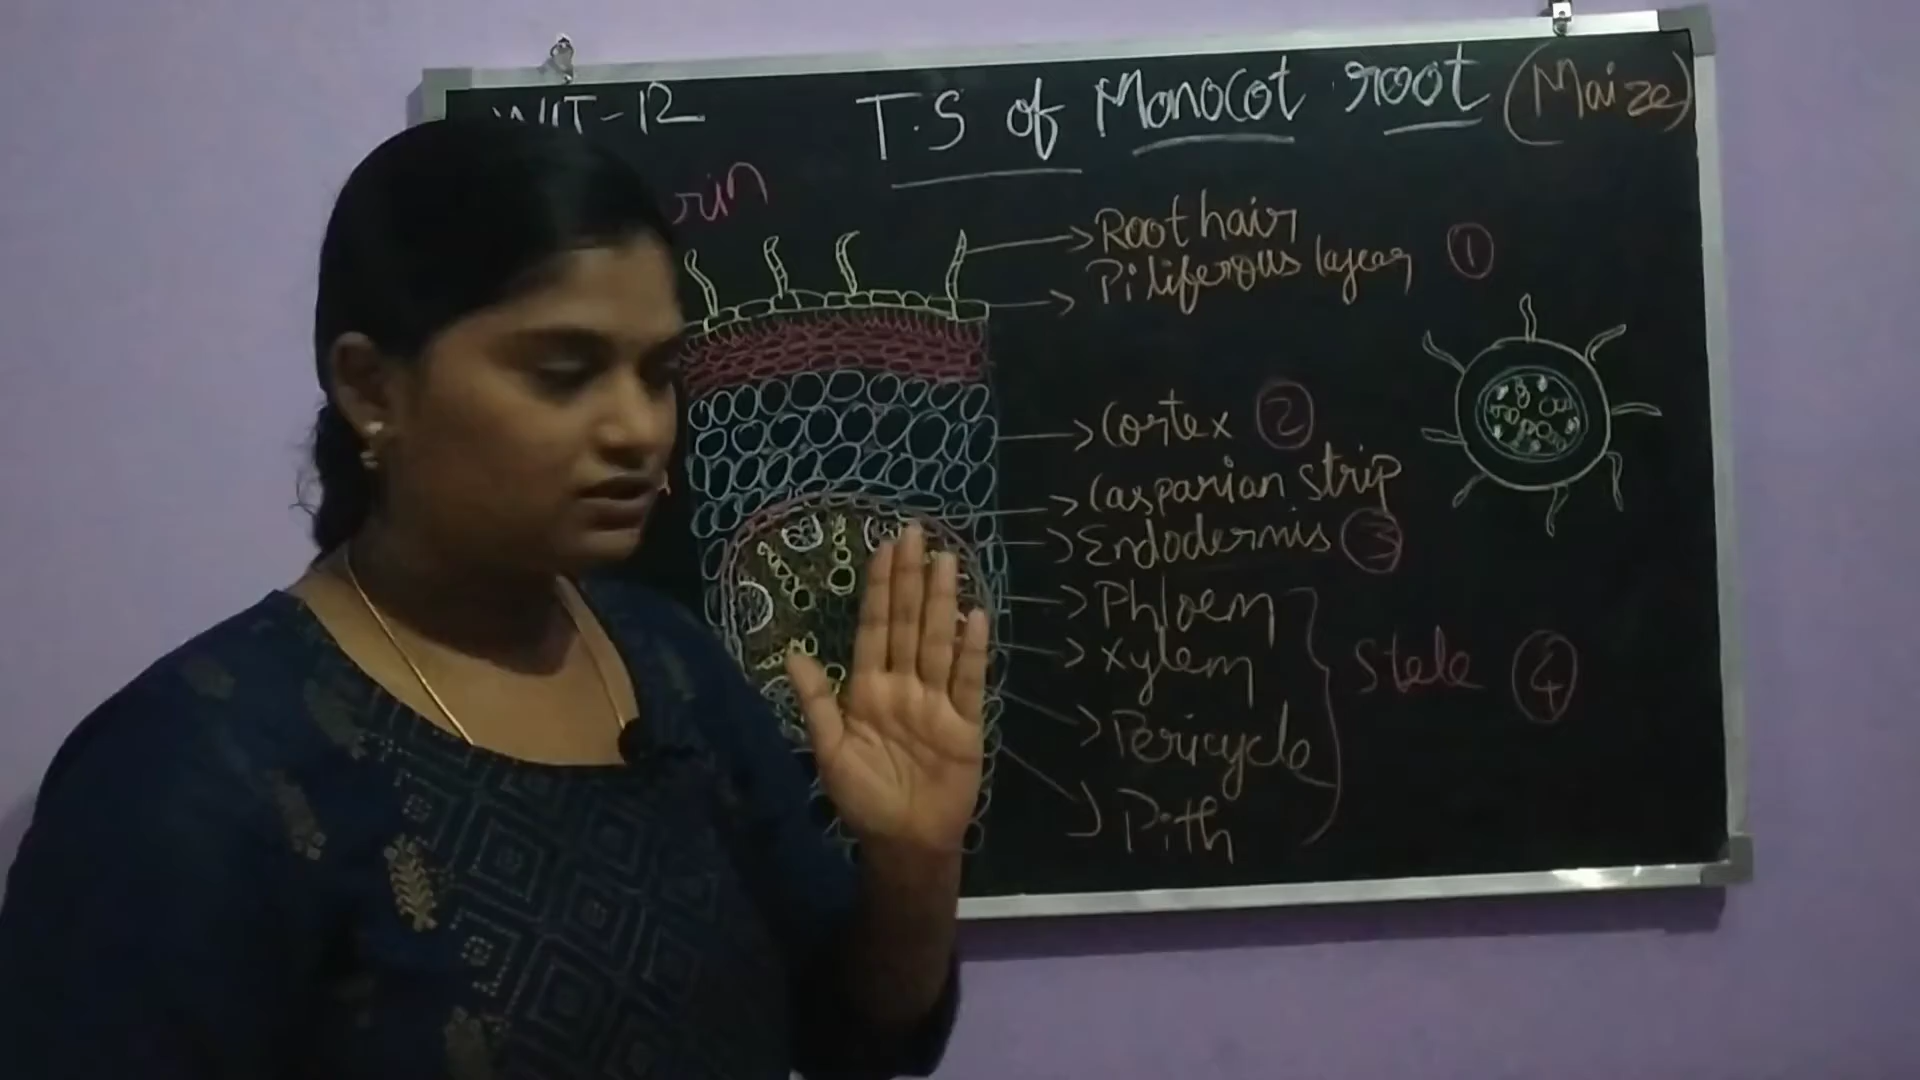 T.S of Monocot root (Maize)
Root hair
Piliferous layer ①
Cortex ②
Casparian strip
Endodermis ③
Phloem
Xylem
Stele ④
Pericycle
Pith